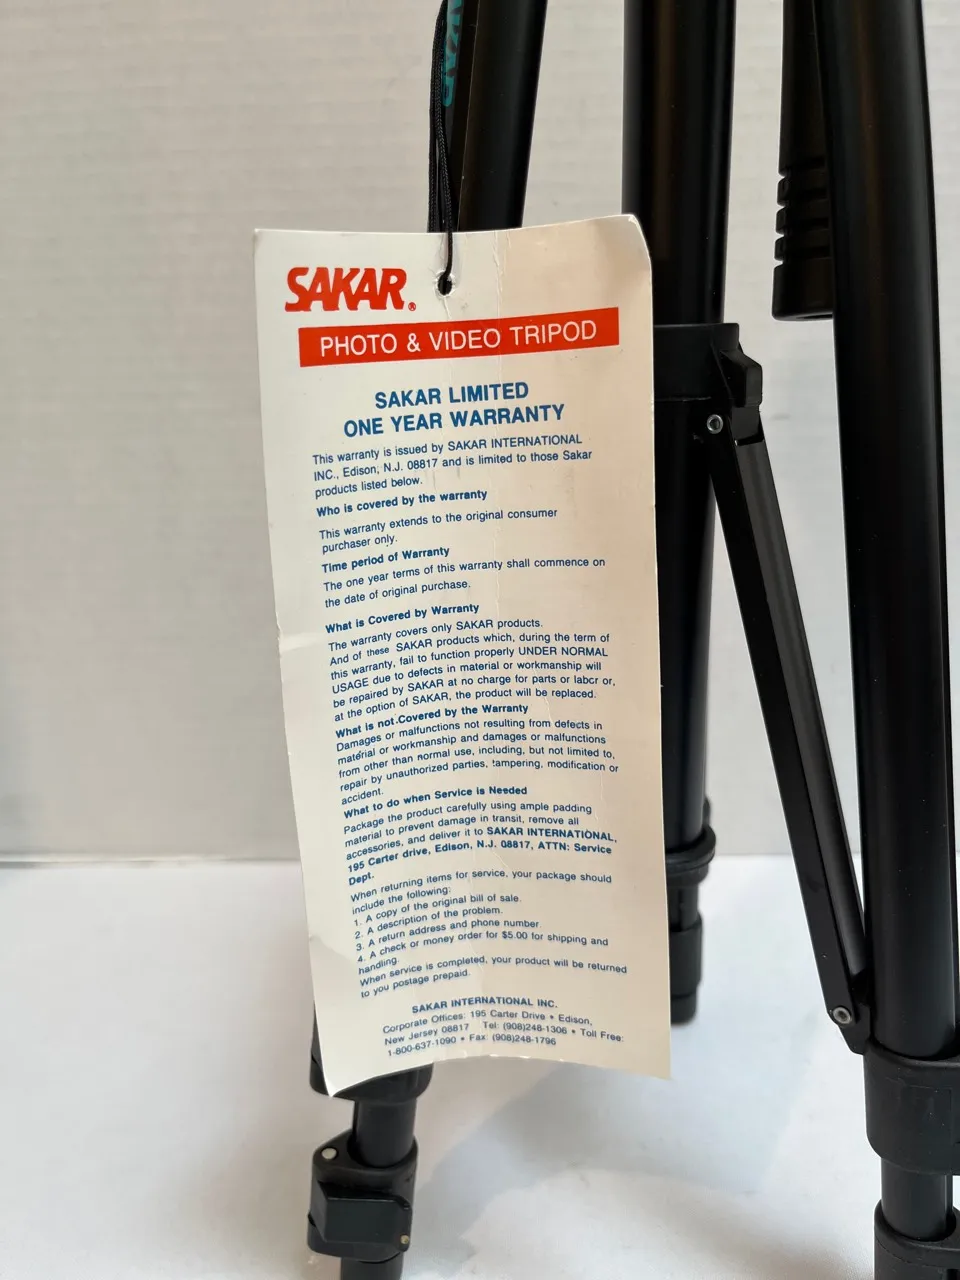 SAKAR®
PHOTO & VIDEO TRIPOD
SAKAR LIMITED
ONE YEAR WARRANTY
This warranty is issued by SAKAR INTERNATIONAL
INC., Edison, N.J. 08817 and is limited to those Sakar
products listed below.
Who is covered by the warranty
This warranty extends to the original consumer
purchaser only.
Time period of Warranty
The one year terms of this warranty shall commence on
the date of original purchase.
What is Covered by Warranty
The warranty covers only SAKAR products.
And of these SAKAR products which, during the term of
this warranty, fail to function properly UNDER NORMAL
USAGE due to defects in material or workmanship will
be repaired by SAKAR at no charge for parts or labor or,
at the option of SAKAR, the product will be replaced.
What is not Covered by the Warranty
Damages or malfunctions not resulting from defects in
material or workmanship and damages or malfunctions
from other than normal use, including, but not limited to,
repair by unauthorized parties, tampering, modification or
accident.
What to do when Service is Needed
Package the product carefully using ample padding
material to prevent damage in transit, remove all
accessories, and deliver it to SAKAR INTERNATIONAL,
195 Carter drive, Edison, N.J. 08817, ATTN: Service
Dept.
When returning items for service, your package should
include the following:
1. A copy of the original bill of sale.
2. A description of the problem.
3. A return address and phone number
4. A check or money order for $5.00 for shipping and
handling.
When service is completed, your product will be returned
to you postage prepaid.
SAKAR INTERNATIONAL INC.
Corporate Offices: 195 Carter Drive • Edison,
New Jersey 08817 Tel: (908)248-1306 • Toll Free:
1-800-637-1090 • Fax: (908)248-1796